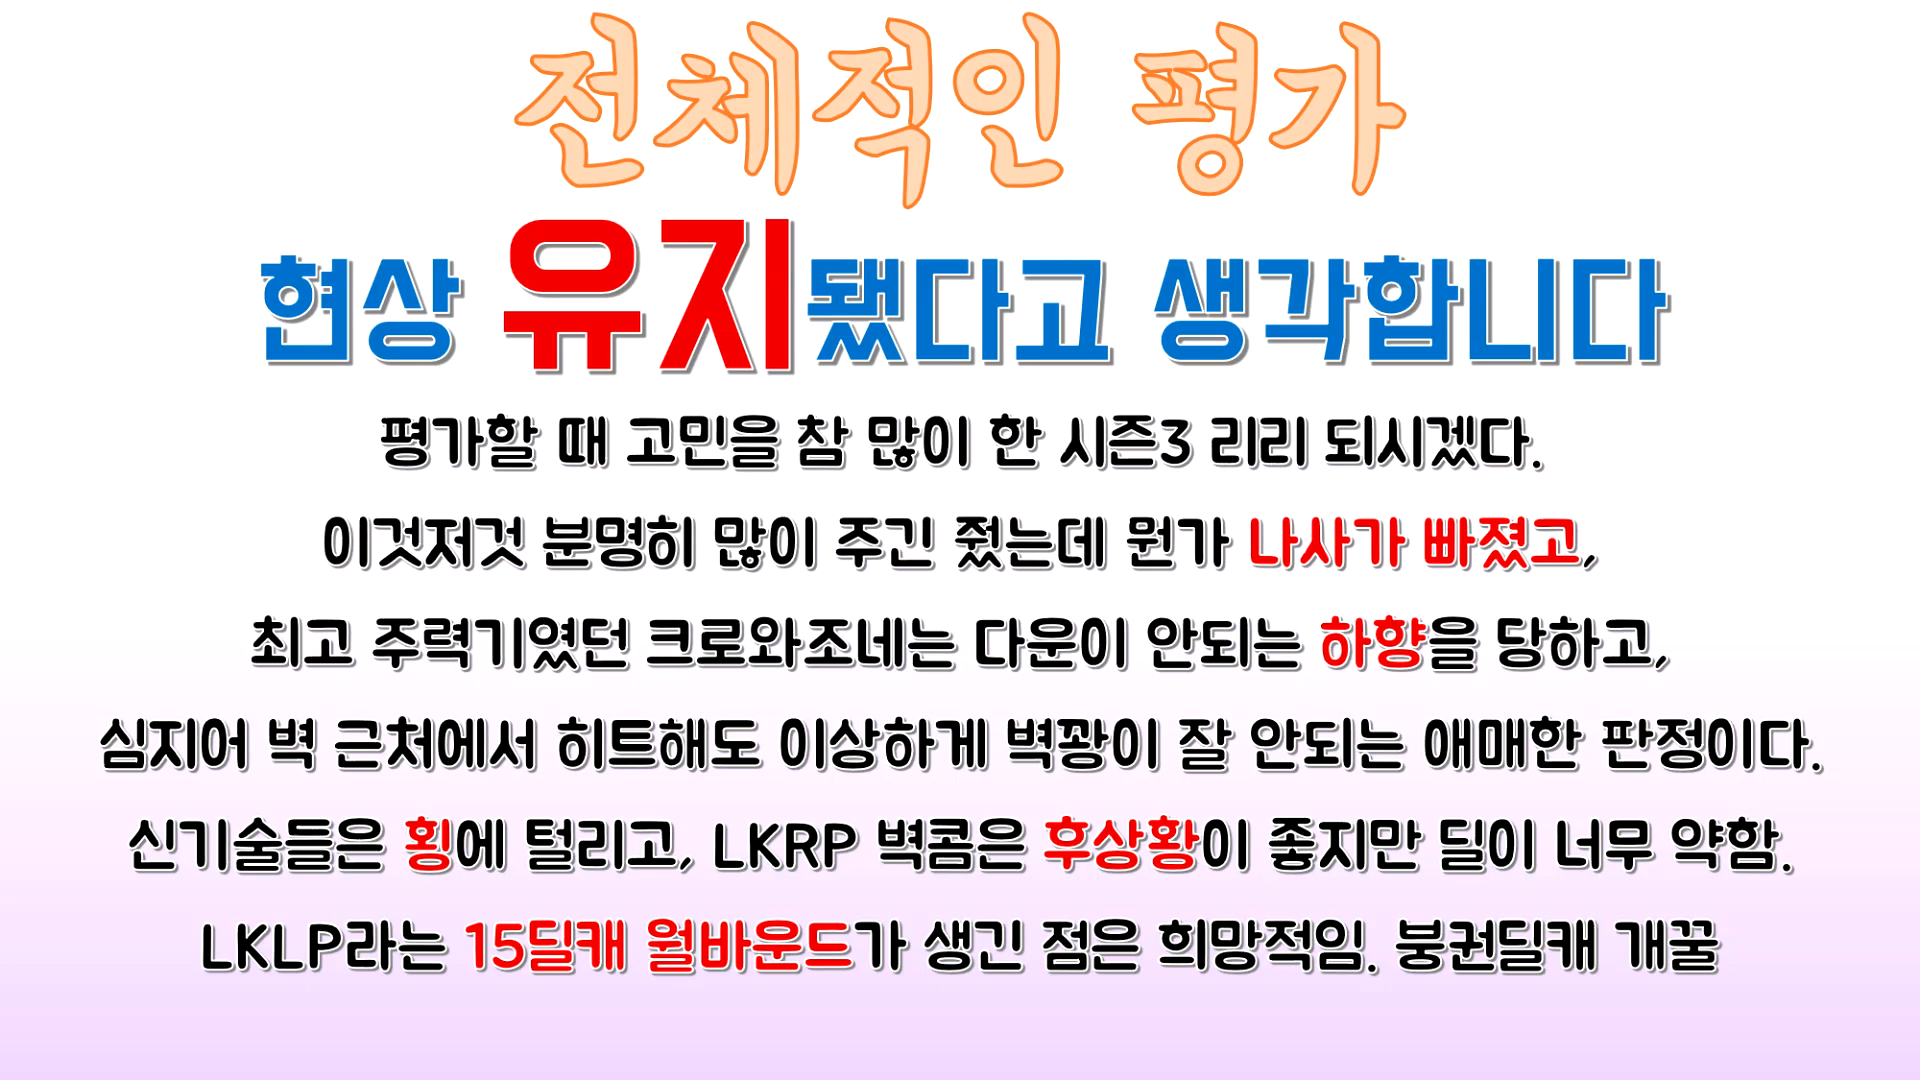 전체적인 평가
현상 유지됐다고 생각합니다
평가할 때 고민을 참 많이 한 시즌3 리리 되시겠다.
이것저것 분명히 많이 주긴 줬는데 뭔가 나사가 빠졌고,
최고 주력기였던 크로와조네는 다운이 안되는 하향을 당하고,
심지어 벽 근처에서 히트해도 이상하게 벽꽝이 잘 안되는 애매한 판정이다.
신기술들은 횡에 털리고, LKRP 벽콤은 후상황이 좋지만 딜이 너무 약함.
LKLP라는 15딜캐 월바운드가 생긴 점은 희망적임. 붕권딜캐 개꿀